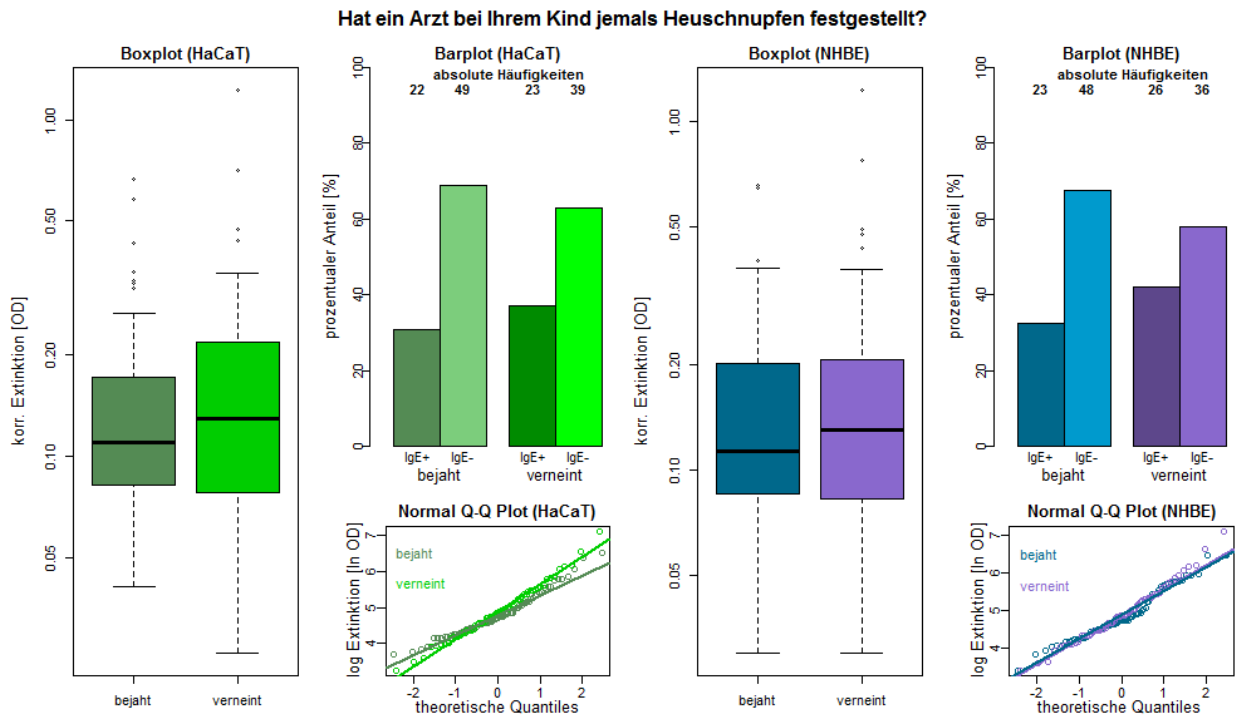 Hat ein Arzt bei Ihrem Kind jemals Heuschnupfen festgestellt?
Boxplot (HaCaT)
korr. Extinktion [OD]
1.00
0.50
0.20
0.10
0.05
bejaht verneint
Barplot (HaCaT)
absolute Häufigkeiten
22 49 23 39
prozentualer Anteil [%]
100
80
60
40
20
0
IgE+ IgE- IgE+ IgE-
bejaht verneint
Normal Q-Q Plot (HaCaT)
log Extinktion [ln OD]
7
6
5
4
bejaht
verneint
-2 -1 0 1 2
theoretische Quantiles
Boxplot (NHBE)
korr. Extinktion [OD]
1.00
0.50
0.20
0.10
0.05
bejaht verneint
Barplot (NHBE)
absolute Häufigkeiten
23 48 26 36
prozentualer Anteil [%]
100
80
60
40
20
0
IgE+ IgE- IgE+ IgE-
bejaht verneint
Normal Q-Q Plot (NHBE)
log Extinktion [ln OD]
7
6
5
4
bejaht
verneint
-2 -1 0 1 2
theoretische Quantiles